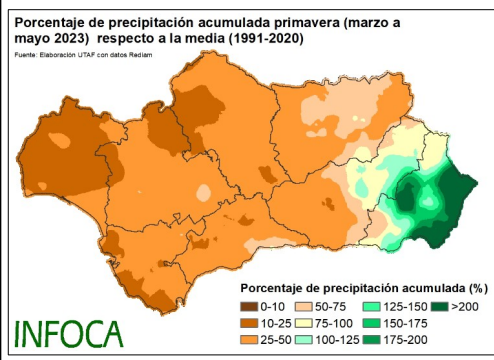 Porcentaje de precipitación acumulada primavera (marzo a
mayo 2023) respecto a la media (1991-2020)
Fuente: Elaboración UTAF con datos Rediam
Porcentaje de precipitación acumulada (%)
0-10 50-75 125-150 >200
10-25 75-100 150-175
25-50 100-125 175-200
INFOCA